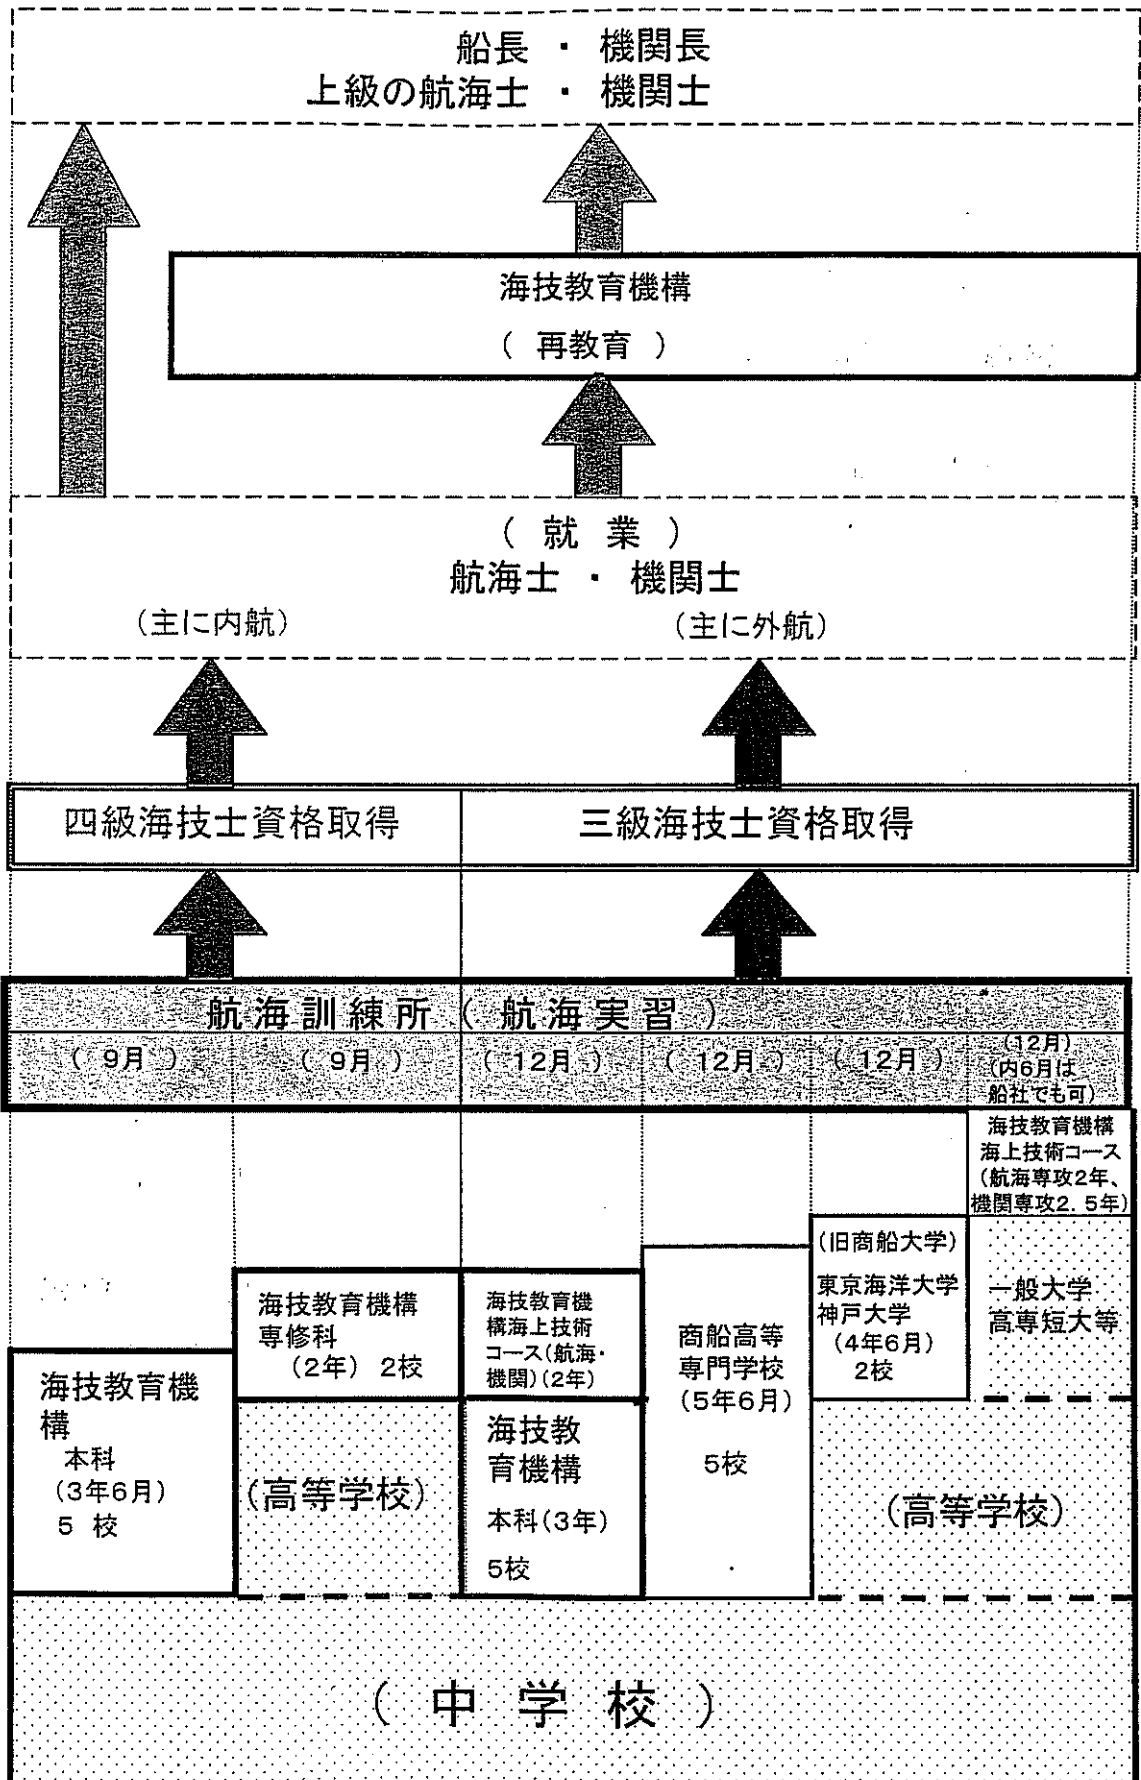 船長 ・ 機関長
上級の航海士 ・ 機関士
海技教育機構
( 再教育 )
( 就 業 )
航海士 ・ 機関士
(主に内航)
(主に外航)
四級海技士資格取得
三級海技士資格取得
航海訓練所 ( 航海実習 )
( 9月 )
( 9月 )
( 12月 )
( 12月 )
( 12月 )
(12月)
(内6月は
船社でも可)
海技教育機構
海上技術コース
(航海専攻2年、
機関専攻2.5年)
(旧商船大学)
東京海洋大学
神戸大学
(4年6月)
2校
一般大学
高専短大等
海技教育機構
専修科
(2年) 2校
海技教育機
構海上技術
コース(航海・
機関)(2年)
商船高等
専門学校
(5年6月)
5校
海技教育機
構
本科
(3年6月)
5 校
(高等学校)
海技教
育機構
本科(3年)
5校
(高等学校)
( 中 学 校 )